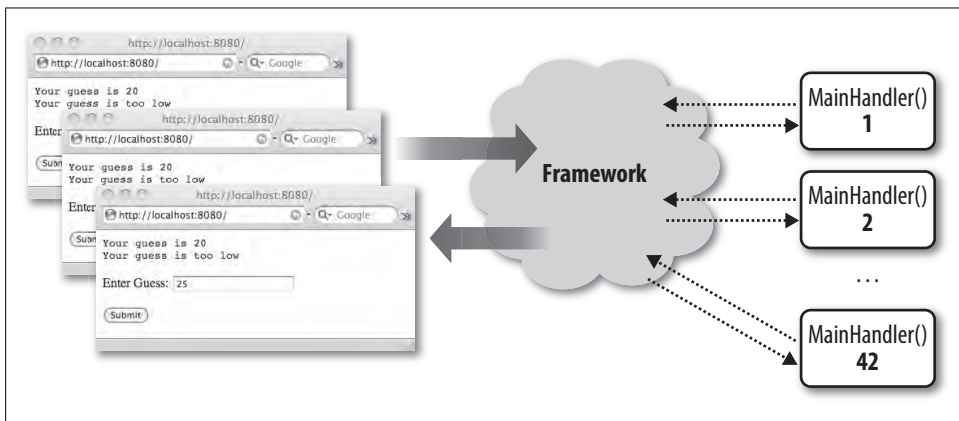 http://localhost:8080/
http://localhost:8080/
Google
Your guess is 20
Your guess is too low
Enter
http://localhost:8080/
http://localhost:8080/
Google
Your guess is 20
Your guess is too low
Enter
http://localhost:8080/
http://localhost:8080/
Google
Your guess is 20
Your guess is too low
Enter Guess: 25
Submit
Framework
MainHandler()
1
MainHandler()
2
...
MainHandler()
42